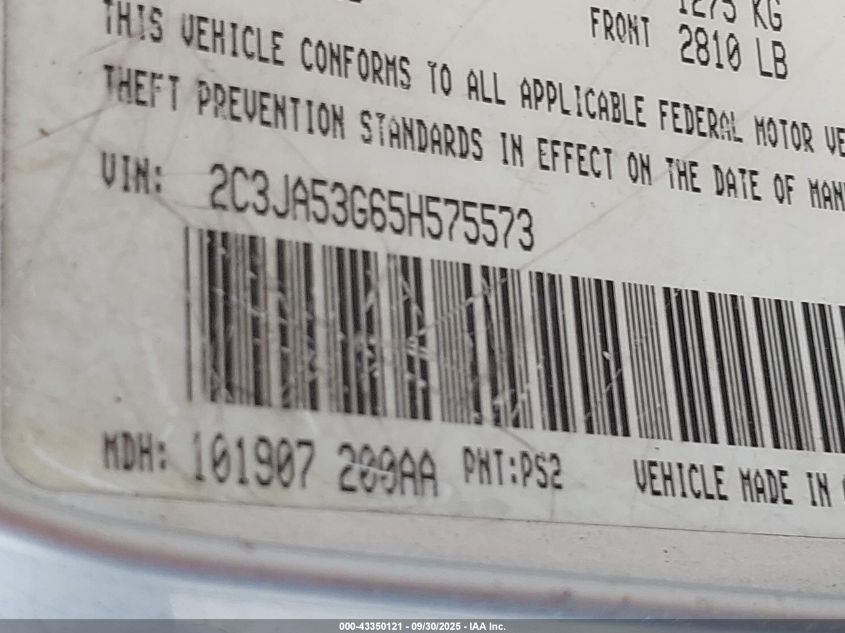 1275 KG
FRONT 2810 LB
THIS VEHICLE CONFORMS TO ALL APPLICABLE FEDERAL MOTOR VE
THEFT PREVENTION STANDARDS IN EFFECT ON THE DATE OF MAN
VIN: 2C3JA53G65H575573
MDH: 101907 200AA PNT:PS2 VEHICLE MADE IN
000-43350121 - 09/30/2025 - IAA Inc.